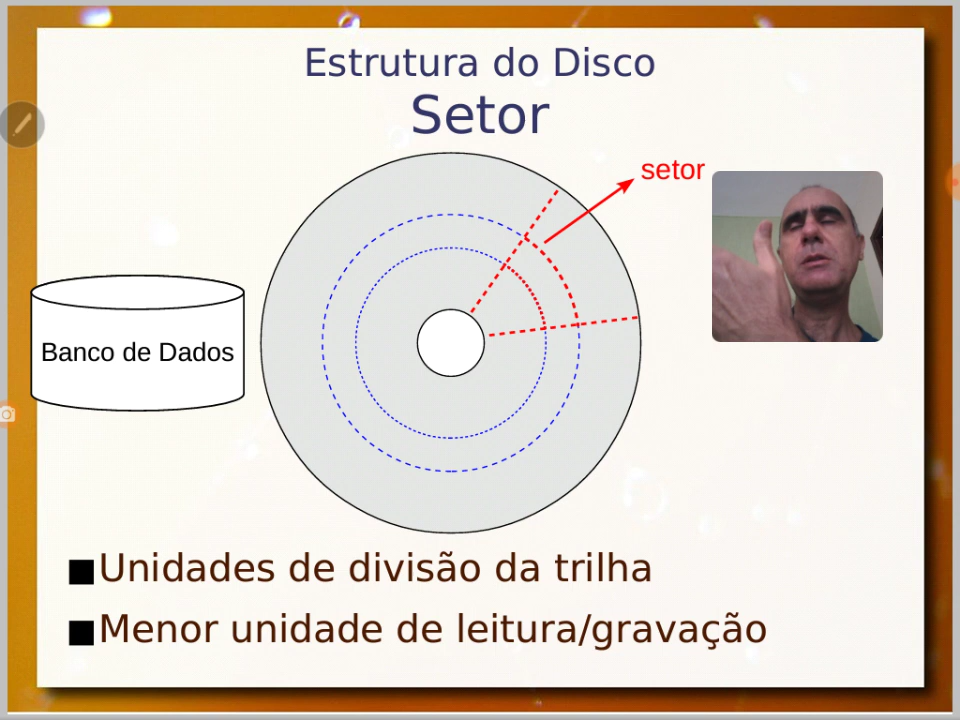 Estrutura do Disco
Setor
setor
Banco de Dados
Unidades de divisão da trilha
Menor unidade de leitura/gravação